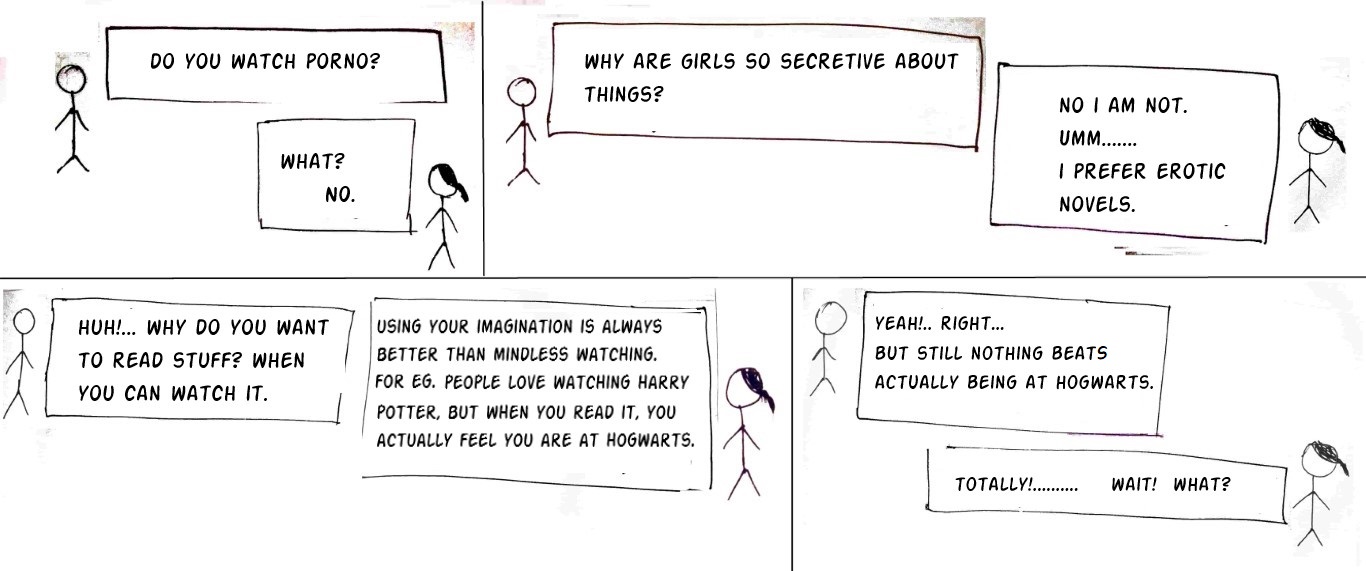 DO YOU WATCH PORNO?
WHAT?
NO.
WHY ARE GIRLS SO SECRETIVE ABOUT
THINGS?
NO I AM NOT.
UMM.......
I PREFER EROTIC
NOVELS.
HUH!... WHY DO YOU WANT
TO READ STUFF? WHEN
YOU CAN WATCH IT.
USING YOUR IMAGINATION IS ALWAYS
BETTER THAN MINDLESS WATCHING.
FOR EG. PEOPLE LOVE WATCHING HARRY
POTTER, BUT WHEN YOU READ IT, YOU
ACTUALLY FEEL YOU ARE AT HOGWARTS.
YEAH!.. RIGHT...
BUT STILL NOTHING BEATS
ACTUALLY BEING AT HOGWARTS.
TOTALLY!.......... WAIT! WHAT?